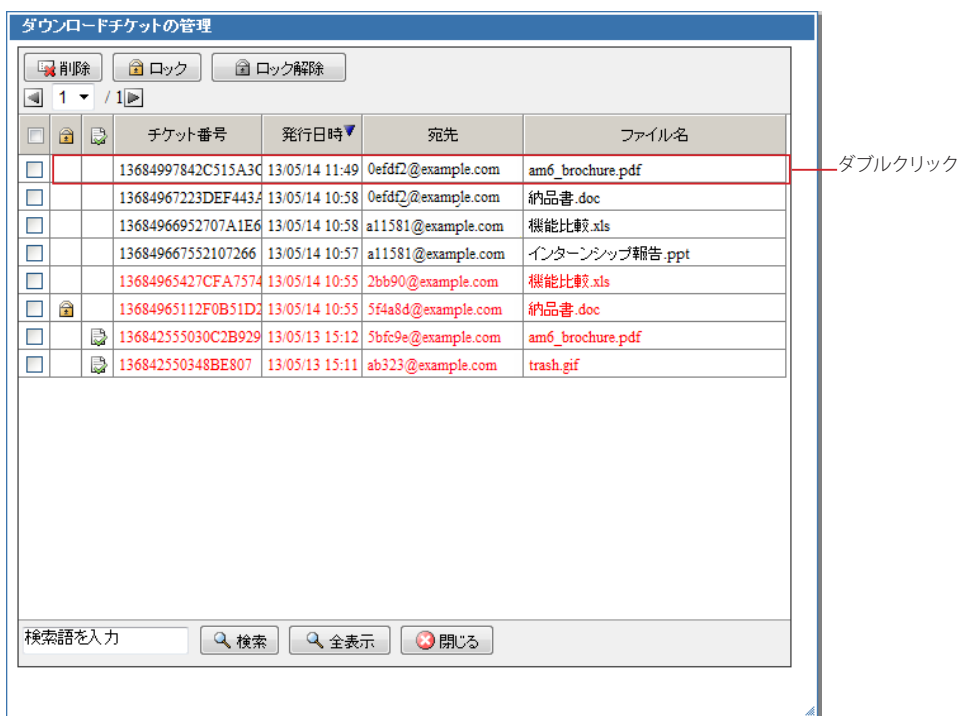 ダウンロードチケットの管理
削除 ロック ロック解除
1 / 1
チケット番号 発行日時 宛先 ファイル名
13684997842C515A3C 13/05/14 11:49 0efdf2@example.com am6_brochure.pdf
ダブルクリック
13684967223DEF443A 13/05/14 10:58 0efdf2@example.com 納品書.doc
13684966952707A1E6 13/05/14 10:58 a11581@example.com 機能比較.xls
136849667552107266 13/05/14 10:57 a11581@example.com インターンシップ報告.ppt
13684965427CFA7574 13/05/14 10:55 2bb90@example.com 機能比較.xls
13684965112F0B51D2 13/05/14 10:55 5f4a8d@example.com 納品書.doc
136842555030C2B929 13/05/13 15:12 5bfc9e@example.com am6_brochure.pdf
136842550348BE807 13/05/13 15:11 ab323@example.com trash.gif
検索語を入力 検索 全表示 閉じる